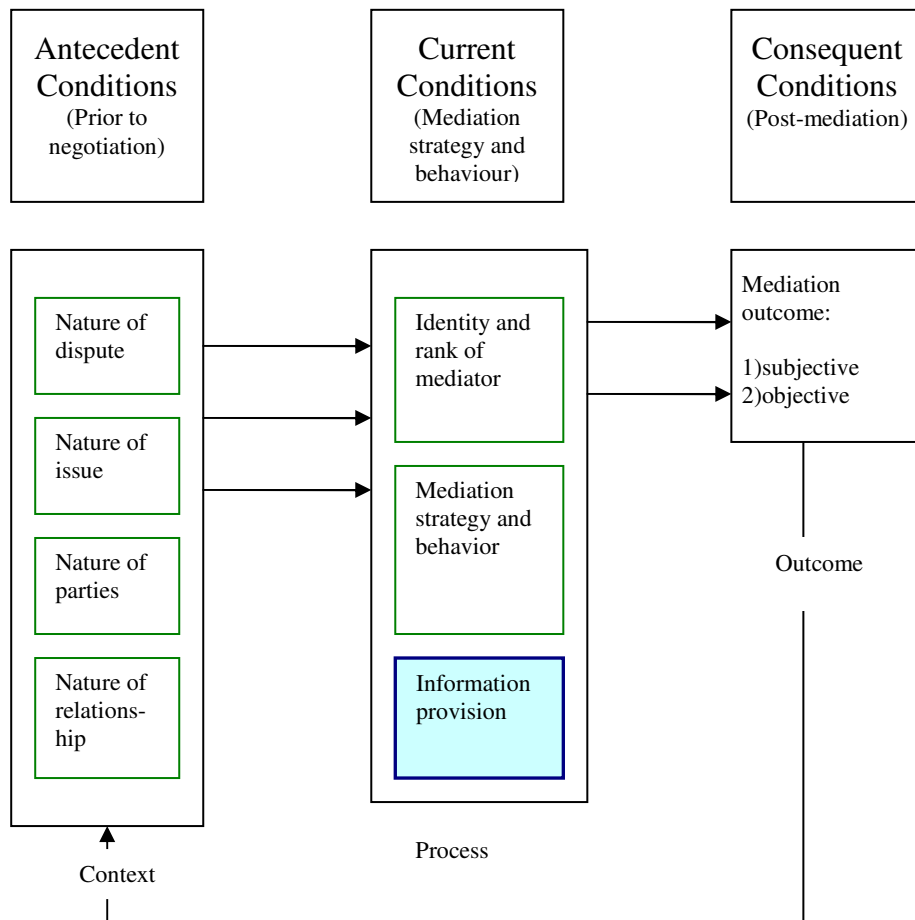 Antecedent
Conditions
(Prior to
negotiation)
Current
Conditions
(Mediation
strategy and
behaviour)
Consequent
Conditions
(Post-mediation)
Nature of
dispute
Nature of
issue
Nature of
parties
Nature of
relations-
hip
Context
Identity and
rank of
mediator
Mediation
strategy and
behavior
Information
provision
Process
Mediation
outcome:
1)subjective
2)objective
Outcome